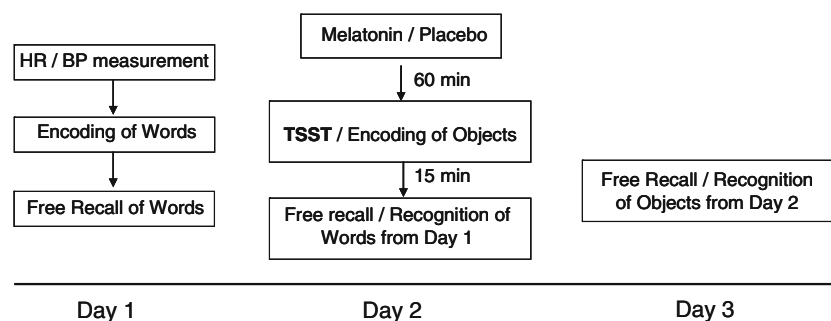 HR / BP measurement
Encoding of Words
Free Recall of Words
Melatonin / Placebo
60 min
TSST / Encoding of Objects
15 min
Free recall / Recognition of
Words from Day 1
Free Recall / Recognition
of Objects from Day 2
Day 1
Day 2
Day 3